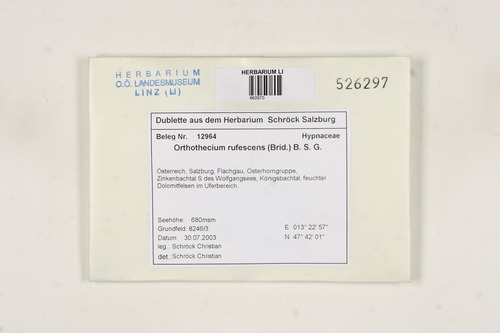 HERBARIUM
O.Ö. LANDESMUSEUM
LINZ (LI)
HERBARIUM LI
526297
Dublette aus dem Herbarium Schröck Salzburg
Beleg Nr. 12964 Hypnaceae
Orthothecium rufescens (Brid.) B. S. G.
Österreich, Salzburg, Flachgau, Osterhorngruppe,
Zinkenbachtal S des Wolfgangsees, Königsbachtal, feuchter
Dolomitfelsen im Uferbereich.
Seehöhe: 680msm
Grundfeld: 8246/3 E 013° 22' 57"
Datum: 30.07.2003 N 47° 42' 01"
leg.: Schröck Christian
det.: Schröck Christian